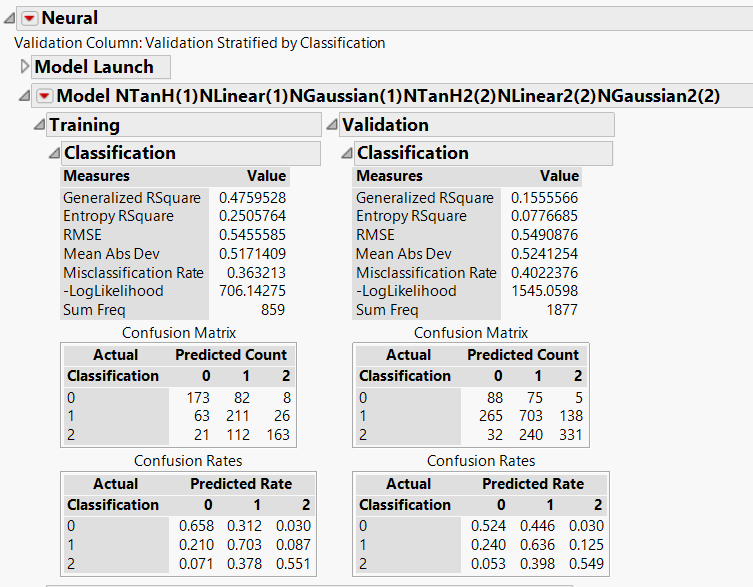 Neural
Validation Column: Validation Stratified by Classification
Model Launch
Model NTanH(1)NLinear(1)NGaussian(1)NTanH2(2)NLinear2(2)NGaussian2(2)
Training
Classification
Measures Value
Generalized RSquare 0.4759528
Entropy RSquare 0.2505764
RMSE 0.5455585
Mean Abs Dev 0.5171409
Misclassification Rate 0.363213
-LogLikelihood 706.14275
Sum Freq 859
Confusion Matrix
Actual Predicted Count
Classification 0 1 2
0 173 82 8
1 63 211 26
2 21 112 163
Confusion Rates
Actual Predicted Rate
Classification 0 1 2
0 0.658 0.312 0.030
1 0.210 0.703 0.087
2 0.071 0.378 0.551
Validation
Classification
Measures Value
Generalized RSquare 0.1555566
Entropy RSquare 0.0776685
RMSE 0.5490876
Mean Abs Dev 0.5241254
Misclassification Rate 0.4022376
-LogLikelihood 1545.0598
Sum Freq 1877
Confusion Matrix
Actual Predicted Count
Classification 0 1 2
0 88 75 5
1 265 703 138
2 32 240 331
Confusion Rates
Actual Predicted Rate
Classification 0 1 2
0 0.524 0.446 0.030
1 0.240 0.636 0.125
2 0.053 0.398 0.549